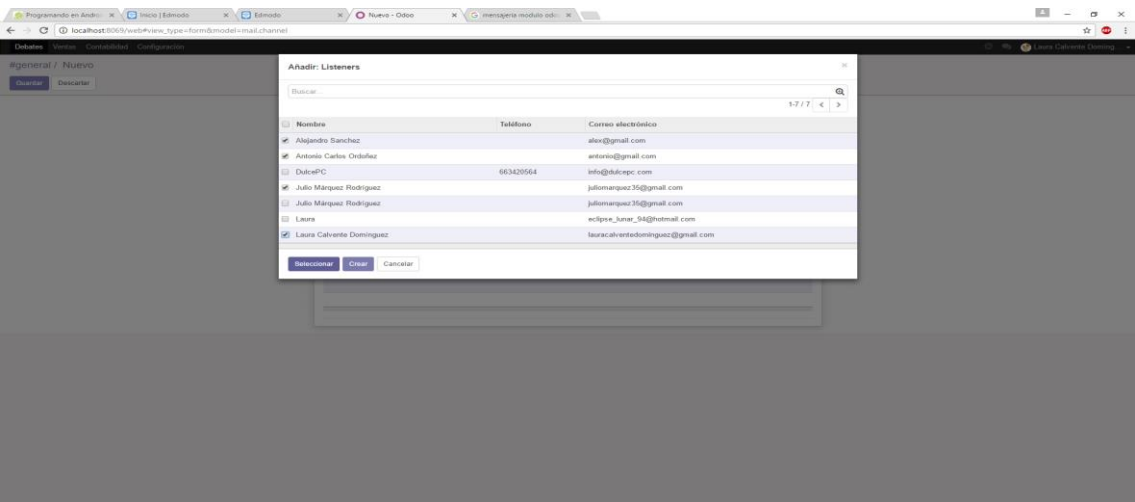 Programando en Andro
Inicio | Edmodo
Edmodo
Nuevo - Odoo
mensajeria modulo odo
localhost:8069/web#view_type=form&model=mail.channel
Debates Ventas Contabilidad Configuración
Laura Calvente Doming...
#general / Nuevo
Guardar Descartar
Añadir: Listeners
×
Buscar...
1-7 / 7 < >
Nombre Teléfono Correo electrónico
Alejandro Sanchez alex@gmail.com
Antonio Carlos Ordoñez antonio@gmail.com
DulcePC 663420564 info@dulcepc.com
Julio Márquez Rodríguez juliomarquez35@gmail.com
Julio Márquez Rodríguez juliomarquez35@gmail.com
Laura eclipse_lunar_94@hotmail.com
Laura Calvente Domínguez lauracalventedominguez@gmail.com
Seleccionar Crear Cancelar